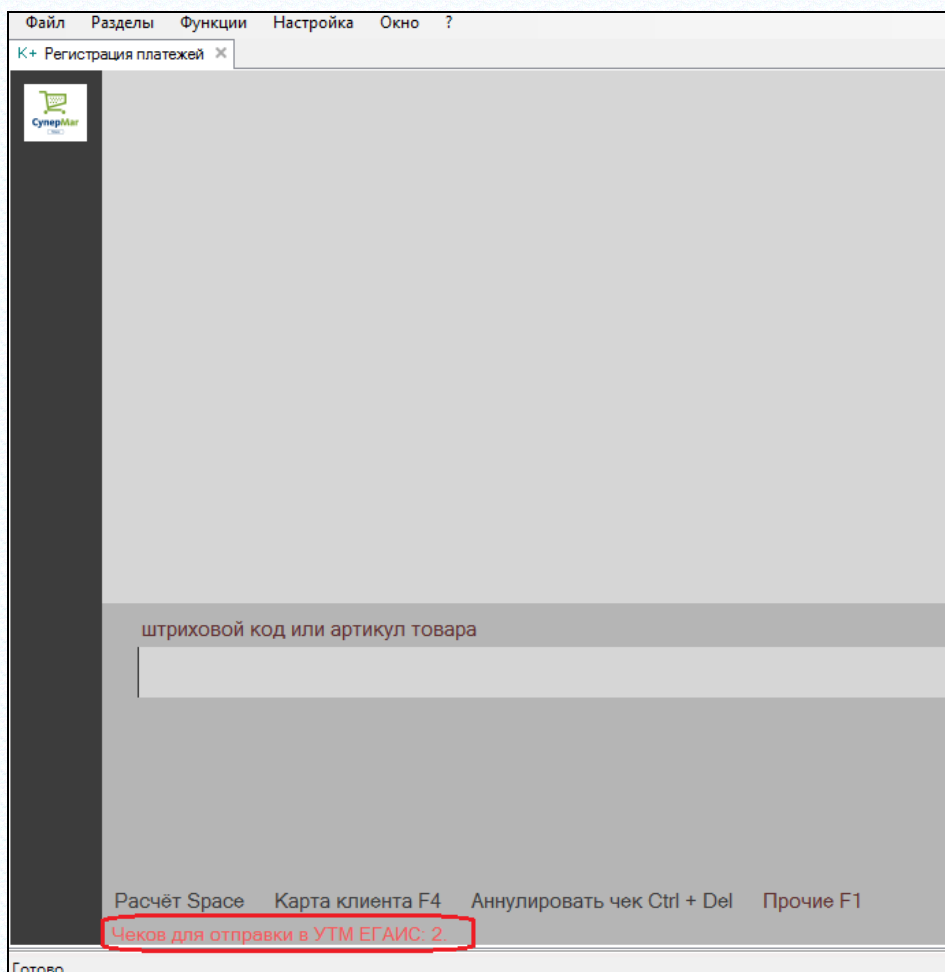 Файл Разделы Функции Настройка Окно ?
K+ Регистрация платежей
СуперМаг
штриховой код или артикул товара
Расчёт Space Карта клиента F4 Аннулировать чек Ctrl + Del Прочие F1
Чеков для отправки в УТМ ЕГАИС: 2.
Готово